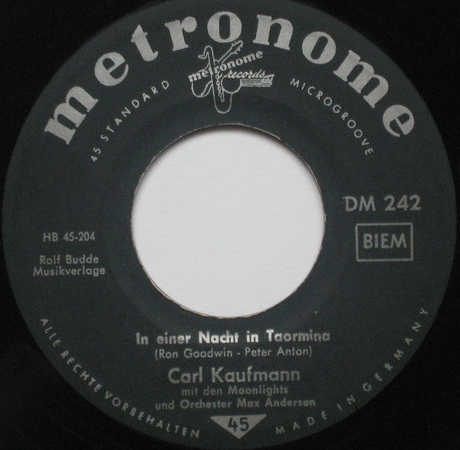 metronome
metronome
records
45 STANDARD
MICROGROOVE
DM 242
HB 45-204
BIEM
Rolf Budde
Musikverlage
In einer Nacht in Taormina
(Ron Goodwin - Peter Anton)
Carl Kaufmann
mit den Moonlights
und Orchester Max Anderson
ALLE RECHTE VORBEHALTEN
45
MADE IN GERMANY